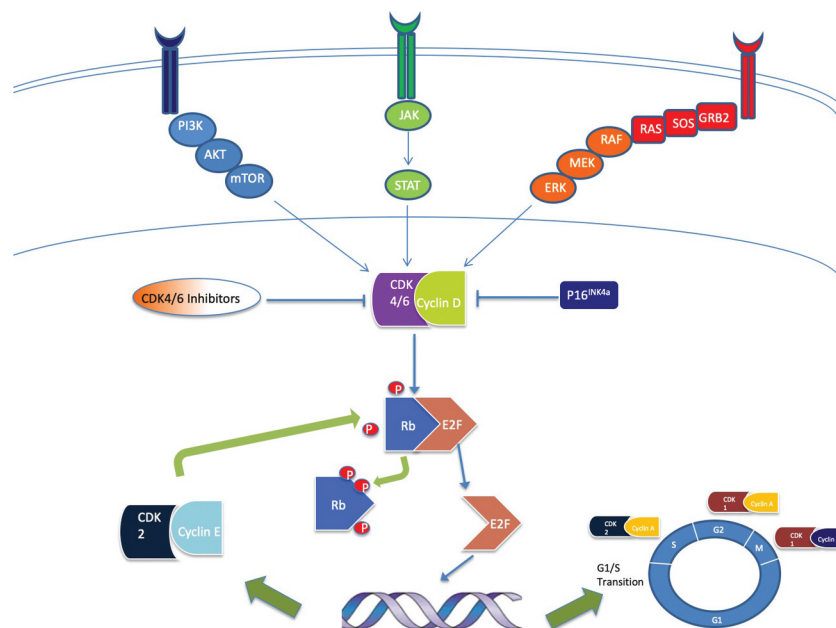 PI3K
AKT
mTOR
JAK
STAT
GRB2
SOS
RAS
RAF
MEK
ERK
CDK4/6 Inhibitors
CDK
4/6
Cyclin D
P16INK4a
P
P
Rb
E2F
P
P
P
Rb
E2F
CDK
2
Cyclin E
G1/S
Transition
CDK
2
Cyclin A
CDK
1
Cyclin A
CDK
1
Cyclin
S
G2
M
G1